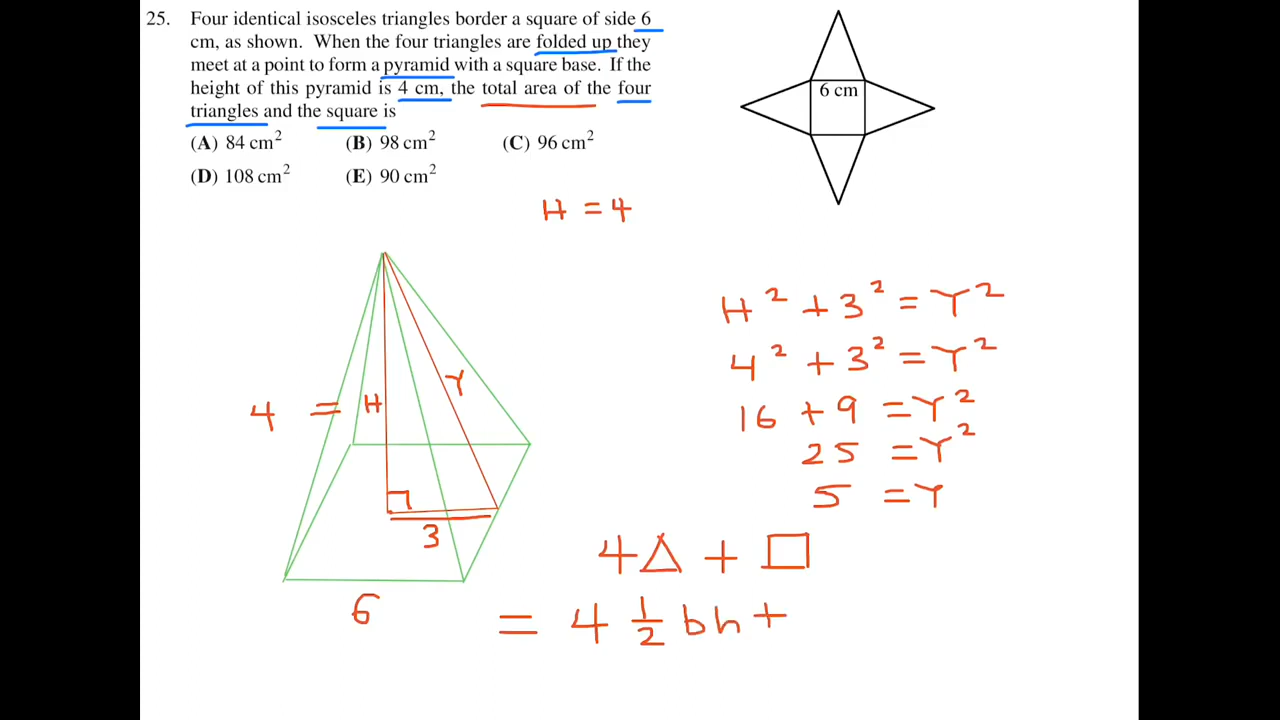 25. Four identical isosceles triangles border a square of side 6
cm, as shown. When the four triangles are folded up they
meet at a point to form a pyramid with a square base. If the
height of this pyramid is 4 cm, the total area of the four
triangles and the square is
(A) 84 cm² (B) 98 cm² (C) 96 cm²
(D) 108 cm² (E) 90 cm²
6 cm
H = 4
4 = H
Y
3
6
H² + 3² = Y²
4² + 3² = Y²
16 + 9 = Y²
25 = Y²
5 = Y
4△ + □
= 4 ½ bh +